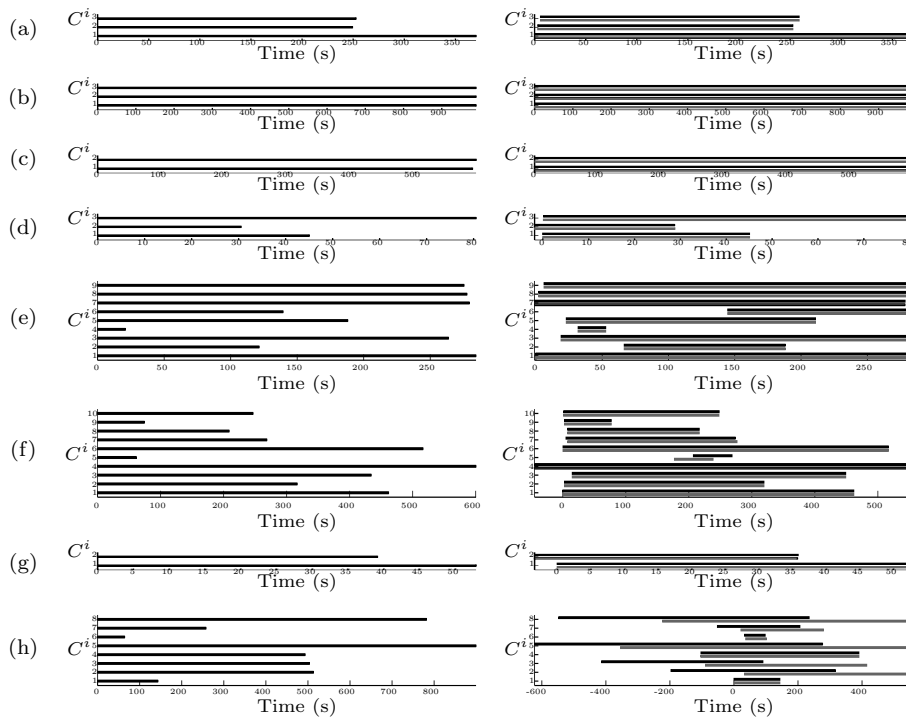 (a) C^i 3 2 1 0 50 100 150 200 250 300 350 Time (s)
C^i 3 2 1 0 50 100 150 200 250 300 350 Time (s)
(b) C^i 3 2 1 0 100 200 300 400 500 600 700 800 900 Time (s)
C^i 3 2 1 0 100 200 300 400 500 600 700 800 900 Time (s)
(c) C^i 2 1 0 100 200 300 400 500 Time (s)
C^i 2 1 0 100 200 300 400 500 Time (s)
(d) C^i 3 2 1 0 10 20 30 40 50 60 70 80 Time (s)
C^i 3 2 1 0 10 20 30 40 50 60 70 80 Time (s)
(e) C^i 9 8 7 6 5 4 3 2 1 0 50 100 150 200 250 Time (s)
C^i 9 8 7 6 5 4 3 2 1 0 50 100 150 200 250 Time (s)
(f) C^i 10 9 8 7 6 5 4 3 2 1 0 100 200 300 400 500 600 Time (s)
C^i 10 9 8 7 6 5 4 3 2 1 0 100 200 300 400 500 Time (s)
(g) C^i 2 1 0 5 10 15 20 25 30 35 40 45 50 Time (s)
C^i 2 1 0 5 10 15 20 25 30 35 40 45 50 Time (s)
(h) C^i 8 7 6 5 4 3 2 1 0 100 200 300 400 500 600 700 800 Time (s)
C^i 8 7 6 5 4 3 2 1 -600 -400 -200 0 200 400 Time (s)